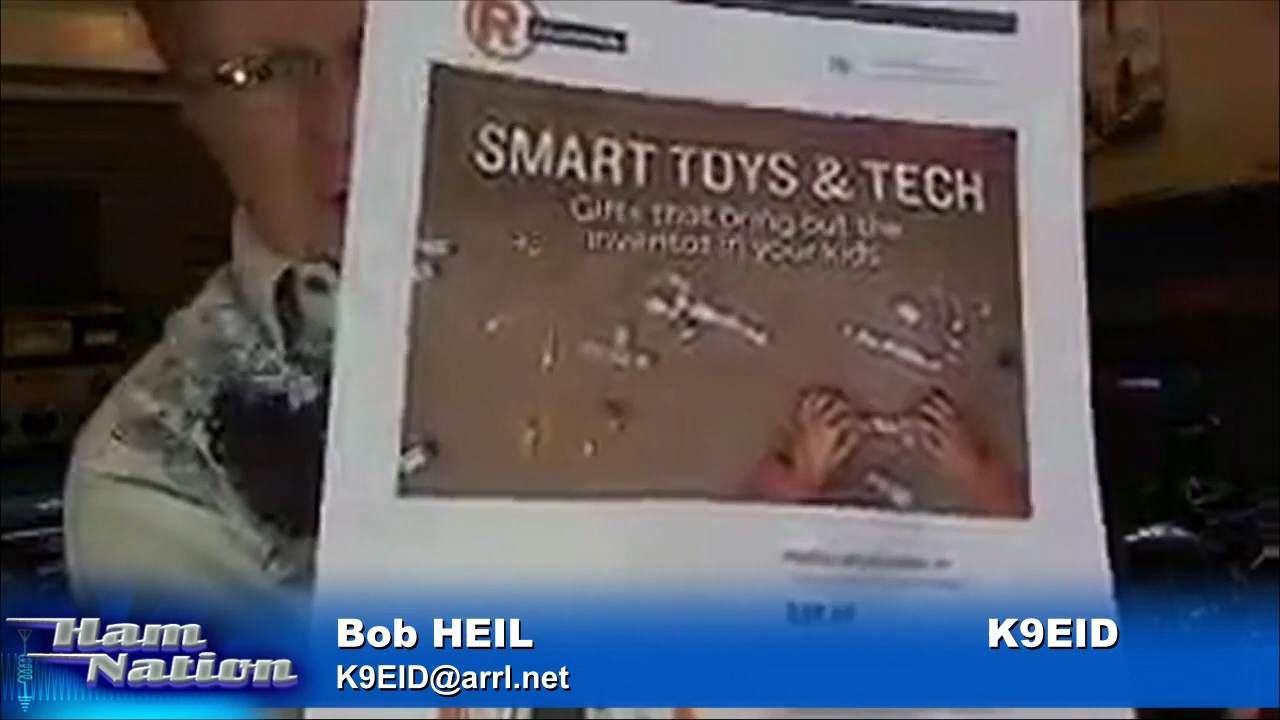 R
SMART TOYS & TECH
Gifts that bring out the
inventor in your kids
Ham
Nation
Bob HEIL
K9EID
K9EID@arrl.net